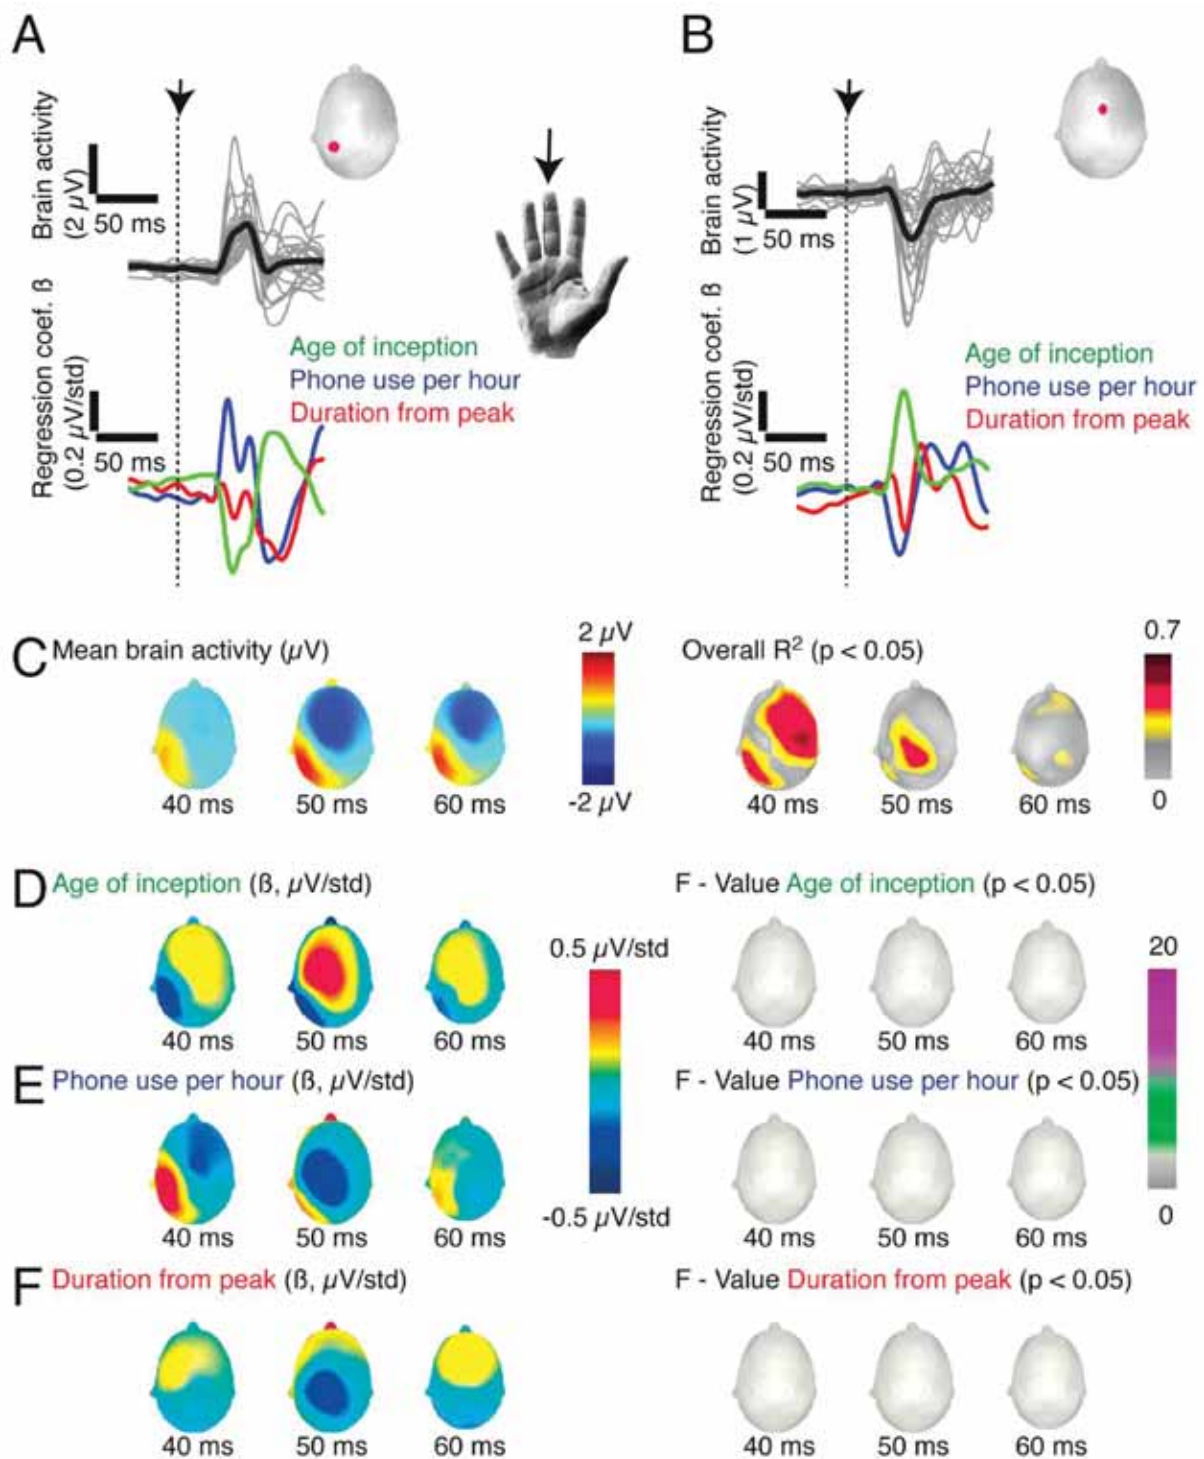 A
Brain activity
(2 µV)
50 ms
Regression coef. ß
(0.2 µV/std)
50 ms
Age of inception
Phone use per hour
Duration from peak
B
Brain activity
(1 µV)
50 ms
Regression coef. ß
(0.2 µV/std)
50 ms
Age of inception
Phone use per hour
Duration from peak
C Mean brain activity (µV)
2 µV
-2 µV
40 ms 50 ms 60 ms
Overall R² (p < 0.05)
0.7
0
40 ms 50 ms 60 ms
D Age of inception (ß, µV/std)
40 ms 50 ms 60 ms
0.5 µV/std
-0.5 µV/std
F - Value Age of inception (p < 0.05)
40 ms 50 ms 60 ms
20
0
E Phone use per hour (ß, µV/std)
40 ms 50 ms 60 ms
F - Value Phone use per hour (p < 0.05)
40 ms 50 ms 60 ms
F Duration from peak (ß, µV/std)
40 ms 50 ms 60 ms
F - Value Duration from peak (p < 0.05)
40 ms 50 ms 60 ms